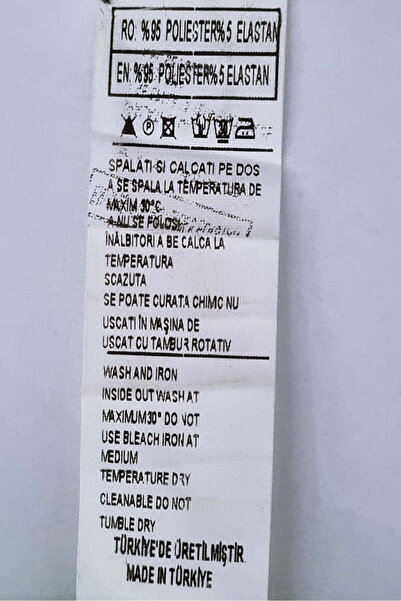 RO: %95 POLIESTER%5 ELASTAN
EN: %95 POLIESTER%5 ELASTAN
SPALATI SI CALCATI PE DOS
A SE SPALA LA TEMPERATURA DE
MAXIM 30°C
A NU SE FOLOSI
INALBITORI A BE CALCA LA
TEMPERATURA
SCAZUTA
SE POATE CURATA CHIMC NU
USCATI ÎN MAŞINA DE
USCAT CU TAMBUR ROTATIV
WASH AND IRON
INSIDE OUT WASH AT
MAXIMUM30° DO NOT
USE BLEACH IRON AT
MEDIUM
TEMPERATURE DRY
CLEANABLE DO NOT
TUMBLE DRY
TÜRKİYE'DE ÜRETİLMİŞTİR
MADE IN TÜRKİYE